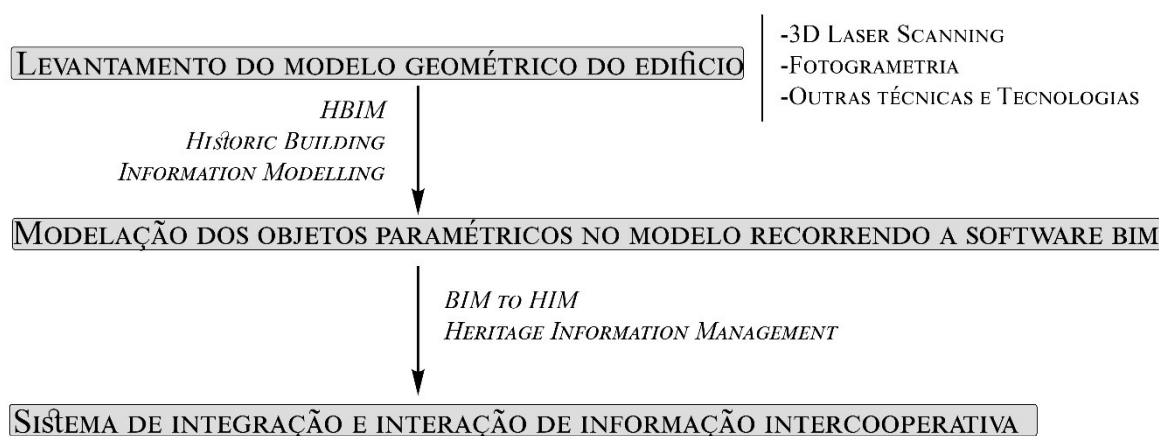 LEVANTAMENTO DO MODELO GEOMÉTRICO DO EDIFICIO
-3D LASER SCANNING
-FOTOGRAMETRIA
-OUTRAS TÉCNICAS E TECNOLOGIAS
HBIM
HISTORIC BUILDING
INFORMATION MODELLING
MODELAÇÃO DOS OBJETOS PARAMÉTRICOS NO MODELO RECORRENDO A SOFTWARE BIM
BIM TO HIM
HERITAGE INFORMATION MANAGEMENT
SISTEMA DE INTEGRAÇÃO E INTERAÇÃO DE INFORMAÇÃO INTERCOOPERATIVA